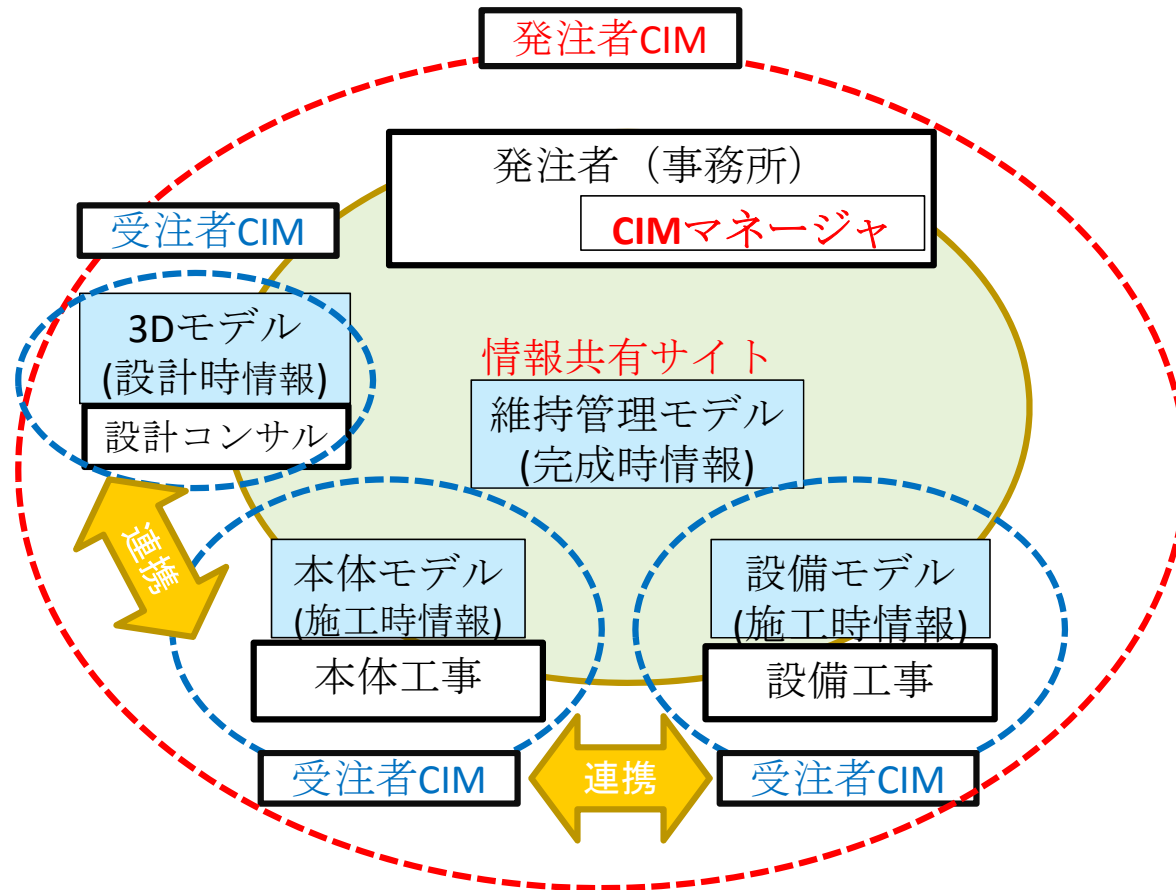 発注者CIM
発注者（事務所）
CIMマネージャ
受注者CIM
3Dモデル
(設計時情報)
設計コンサル
情報共有サイト
維持管理モデル
(完成時情報)
連携
本体モデル
(施工時情報)
本体工事
設備モデル
(施工時情報)
設備工事
受注者CIM
連携
受注者CIM